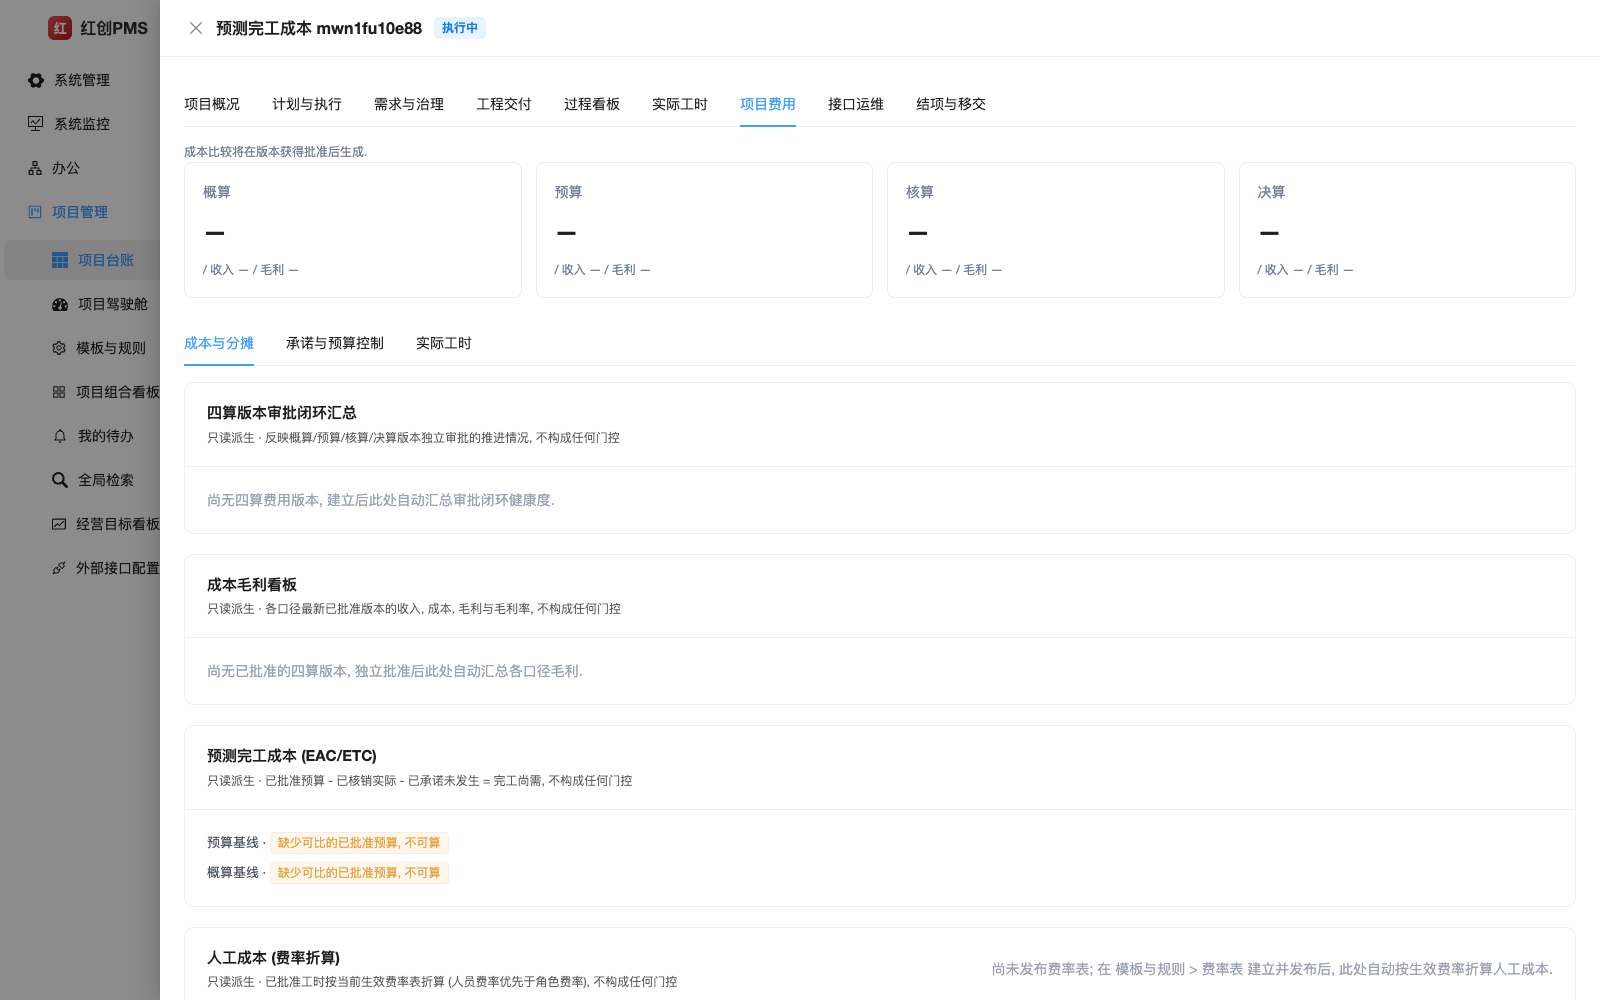 红 红创PMS
系统管理
系统监控
办公
项目管理
项目台账
项目驾驶舱
模板与规则
项目组合看板
我的待办
全局检索
经营目标看板
外部接口配置
预测完工成本 mwn1fu10e88 执行中
项目概况 计划与执行 需求与治理 工程交付 过程看板 实际工时 项目费用 接口运维 结项与移交
成本比较将在版本获得批准后生成.
概算 预算 核算 决算
— — — —
/ 收入 — / 毛利 — / 收入 — / 毛利 — / 收入 — / 毛利 — / 收入 — / 毛利 —
成本与分摊 承诺与预算控制 实际工时
四算版本审批闭环汇总
只读派生 · 反映概算/预算/核算/决算版本独立审批的推进情况, 不构成任何门控
尚无四算费用版本, 建立后此处自动汇总审批闭环健康度.
成本毛利看板
只读派生 · 各口径最新已批准版本的收入, 成本, 毛利与毛利率, 不构成任何门控
尚无已批准的四算版本, 独立批准后此处自动汇总各口径毛利.
预测完工成本 (EAC/ETC)
只读派生 · 已批准预算 - 已核销实际 - 已承诺未发生 = 完工尚需, 不构成任何门控
预算基线 · 缺少可比的已批准预算, 不可算
概算基线 · 缺少可比的已批准预算, 不可算
人工成本 (费率折算)
只读派生 · 已批准工时按当前生效费率表折算 (人员费率优先于角色费率), 不构成任何门控
尚未发布费率表; 在 模板与规则 > 费率表 建立并发布后, 此处自动按生效费率折算人工成本.